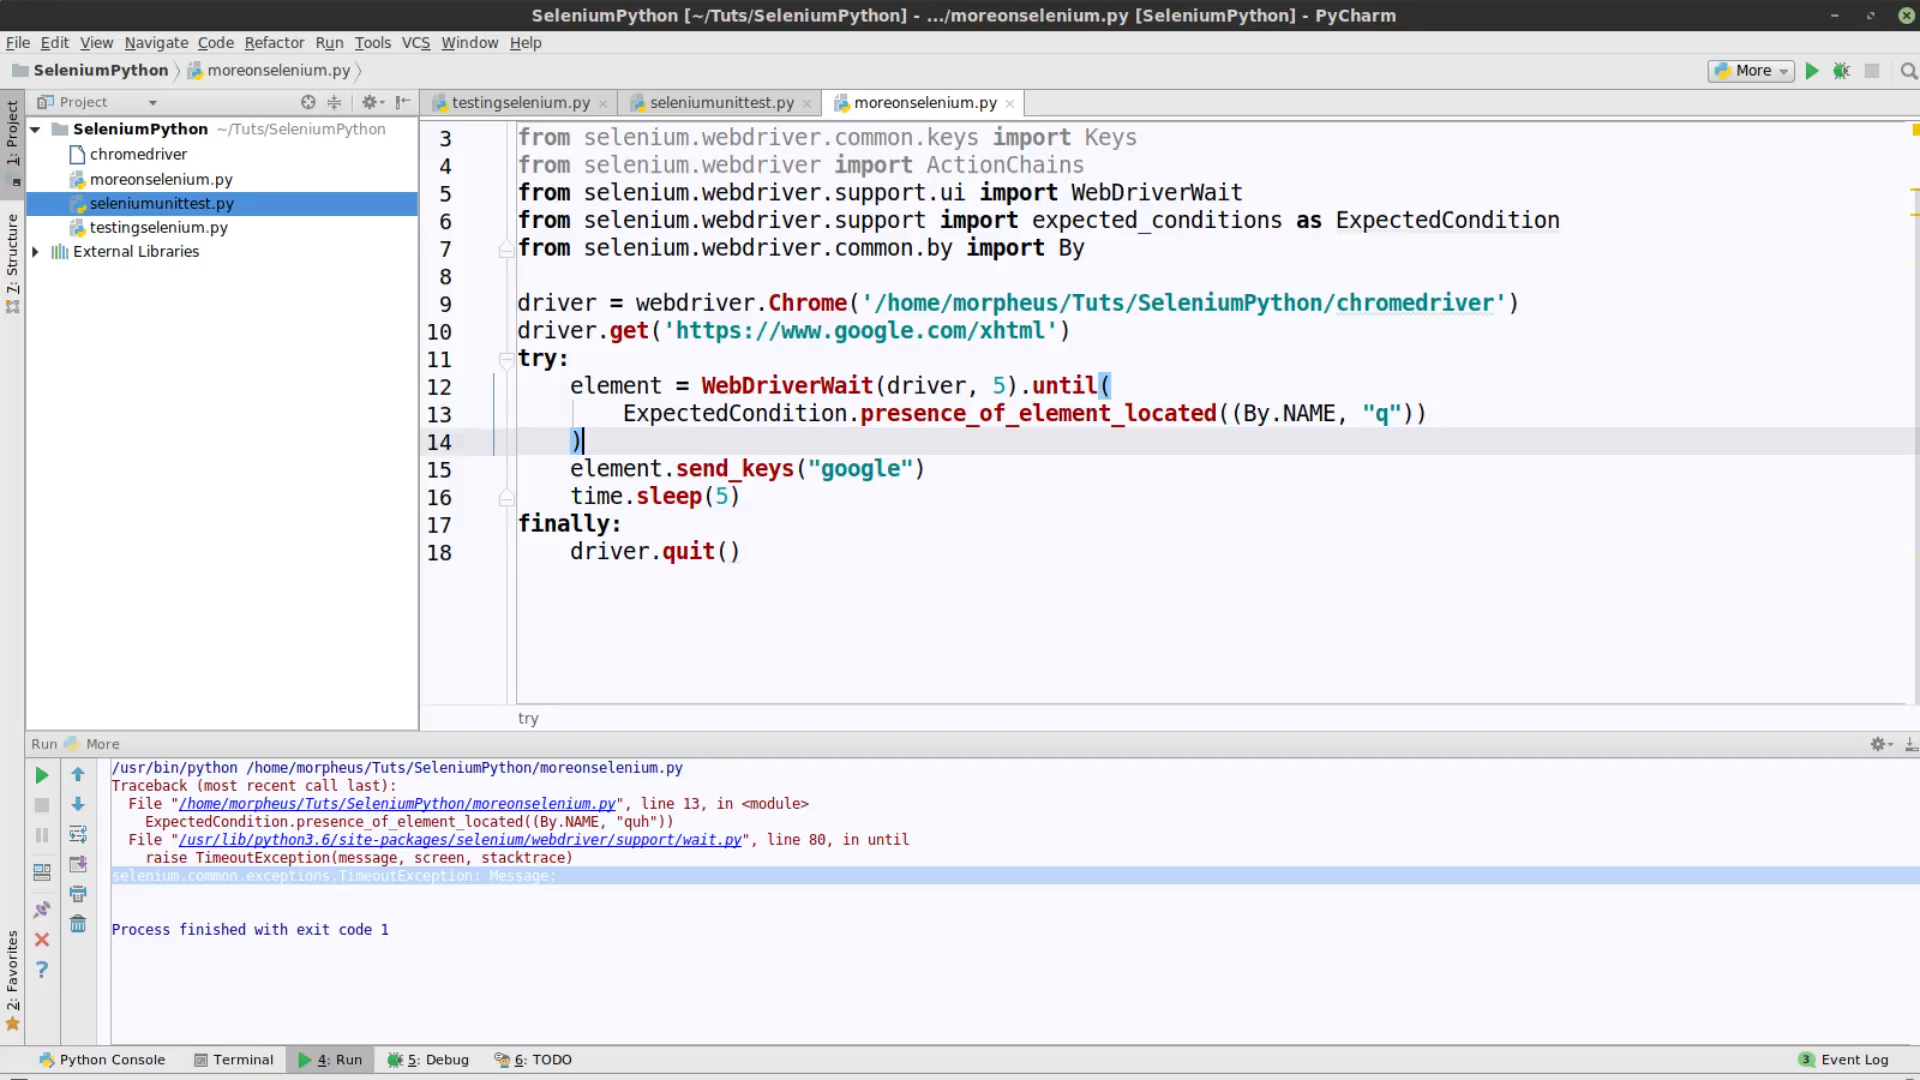 SeleniumPython [~/Tuts/SeleniumPython] - .../moreonselenium.py [SeleniumPython] - PyCharm
File Edit View Navigate Code Refactor Run Tools VCS Window Help
SeleniumPython moreonselenium.py More
1: Project
7: Structure
2: Favorites
Project
SeleniumPython ~/Tuts/SeleniumPython
chromedriver
moreonselenium.py
seleniumunittest.py
testingselenium.py
External Libraries
testingselenium.py seleniumunittest.py moreonselenium.py
3 from selenium.webdriver.common.keys import Keys
4 from selenium.webdriver import ActionChains
5 from selenium.webdriver.support.ui import WebDriverWait
6 from selenium.webdriver.support import expected_conditions as ExpectedCondition
7 from selenium.webdriver.common.by import By
8
9 driver = webdriver.Chrome('/home/morpheus/Tuts/SeleniumPython/chromedriver')
10 driver.get('https://www.google.com/xhtml')
11 try:
12 element = WebDriverWait(driver, 5).until(
13 ExpectedCondition.presence_of_element_located((By.NAME, "q"))
14 )
15 element.send_keys("google")
16 time.sleep(5)
17 finally:
18 driver.quit()
try
Run More
/usr/bin/python /home/morpheus/Tuts/SeleniumPython/moreonselenium.py
Traceback (most recent call last):
File "/home/morpheus/Tuts/SeleniumPython/moreonselenium.py", line 13, in <module>
ExpectedCondition.presence_of_element_located((By.NAME, "quh"))
File "/usr/lib/python3.6/site-packages/selenium/webdriver/support/wait.py", line 80, in until
raise TimeoutException(message, screen, stacktrace)
selenium.common.exceptions.TimeoutException: Message:
Process finished with exit code 1
Python Console Terminal 4: Run 5: Debug 6: TODO 3 Event Log